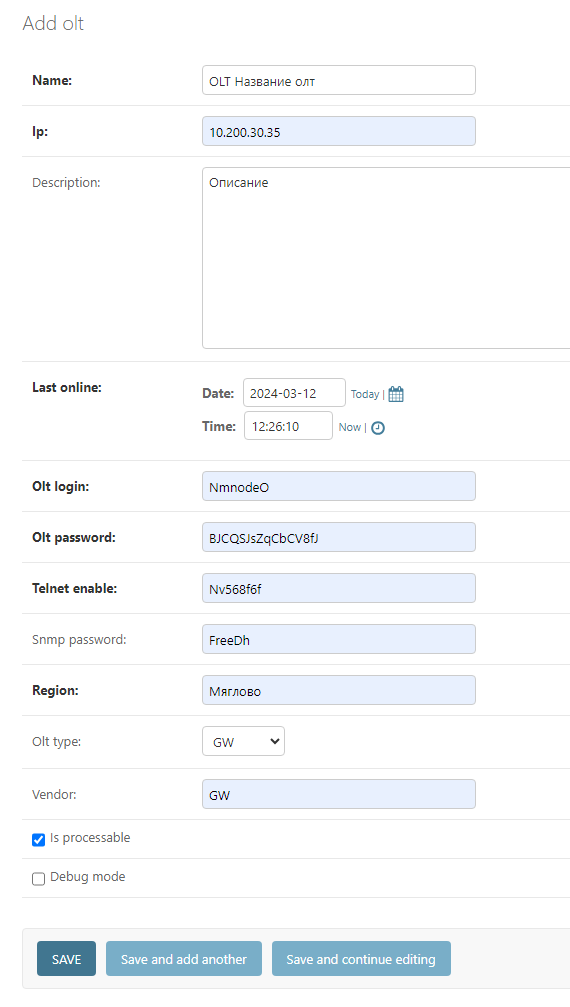 Add olt
Name: OLT Название олт
Ip: 10.200.30.35
Description: Описание
Last online: Date: 2024-03-12 Today |
Time: 12:26:10 Now |
Olt login: NmnodeO
Olt password: BJCQSJsZqCbCV8fJ
Telnet enable: Nv568f6f
Snmp password: FreeDh
Region: Мяглово
Olt type: GW
Vendor: GW
Is processable
Debug mode
SAVE Save and add another Save and continue editing